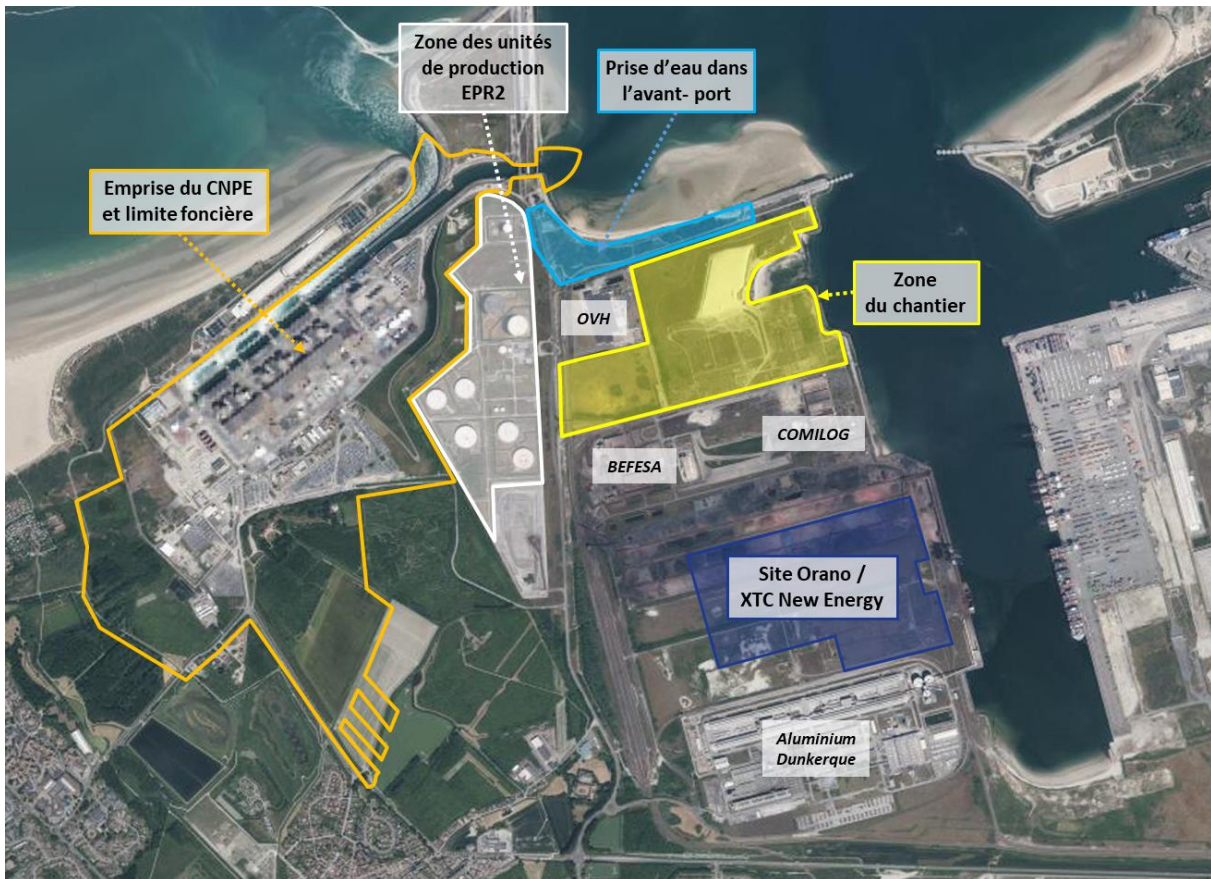 Zone des unités
de production
EPR2
Prise d'eau dans
l'avant- port
Emprise du CNPE
et limite foncière
Zone
du chantier
OVH
COMILOG
BEFESA
Site Orano /
XTC New Energy
Aluminium
Dunkerque